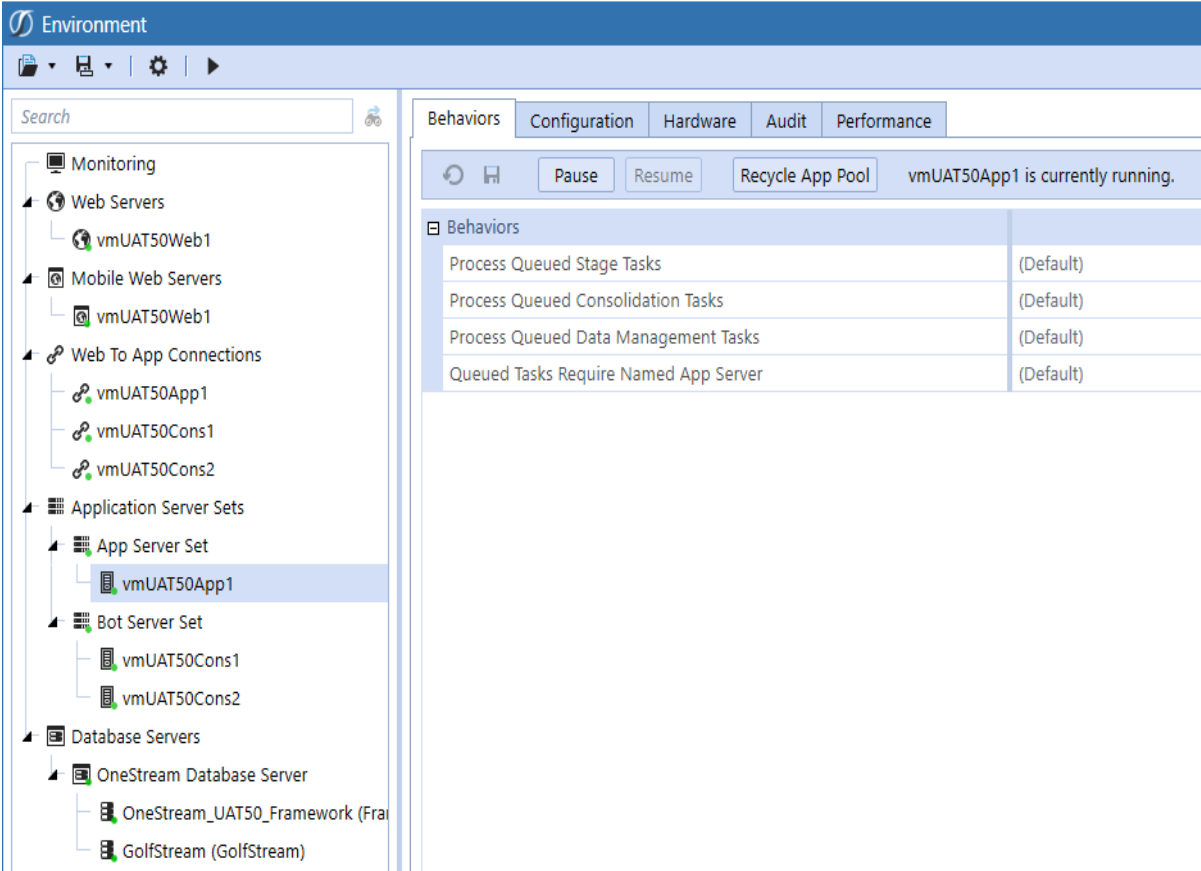 Environment
Search
Monitoring
Web Servers
vmUAT50Web1
Mobile Web Servers
vmUAT50Web1
Web To App Connections
vmUAT50App1
vmUAT50Cons1
vmUAT50Cons2
Application Server Sets
App Server Set
vmUAT50App1
Bot Server Set
vmUAT50Cons1
vmUAT50Cons2
Database Servers
OneStream Database Server
OneStream_UAT50_Framework (Fra
GolfStream (GolfStream)
Behaviors Configuration Hardware Audit Performance
Pause Resume Recycle App Pool vmUAT50App1 is currently running.
Behaviors
Process Queued Stage Tasks (Default)
Process Queued Consolidation Tasks (Default)
Process Queued Data Management Tasks (Default)
Queued Tasks Require Named App Server (Default)